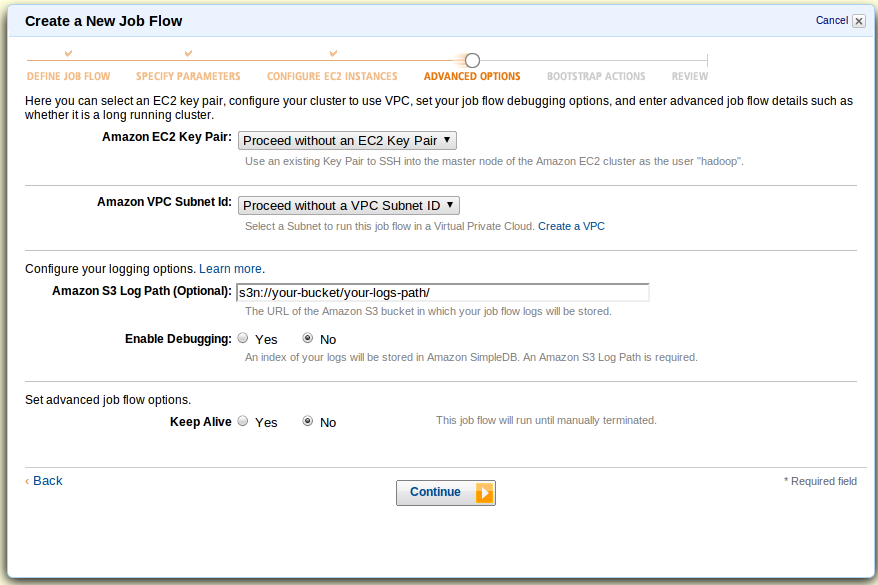 Create a New Job Flow
Cancel
DEFINE JOB FLOW
SPECIFY PARAMETERS
CONFIGURE EC2 INSTANCES
ADVANCED OPTIONS
BOOTSTRAP ACTIONS
REVIEW
Here you can select an EC2 key pair, configure your cluster to use VPC, set your job flow debugging options, and enter advanced job flow details such as
whether it is a long running cluster.
Amazon EC2 Key Pair: Proceed without an EC2 Key Pair
Use an existing Key Pair to SSH into the master node of the Amazon EC2 cluster as the user "hadoop".
Amazon VPC Subnet Id: Proceed without a VPC Subnet ID
Select a Subnet to run this job flow in a Virtual Private Cloud. Create a VPC
Configure your logging options. Learn more.
Amazon S3 Log Path (Optional): s3n://your-bucket/your-logs-path/
The URL of the Amazon S3 bucket in which your job flow logs will be stored.
Enable Debugging: Yes No
An index of your logs will be stored in Amazon SimpleDB. An Amazon S3 Log Path is required.
Set advanced job flow options.
Keep Alive Yes No This job flow will run until manually terminated.
‹ Back
* Required field
Continue